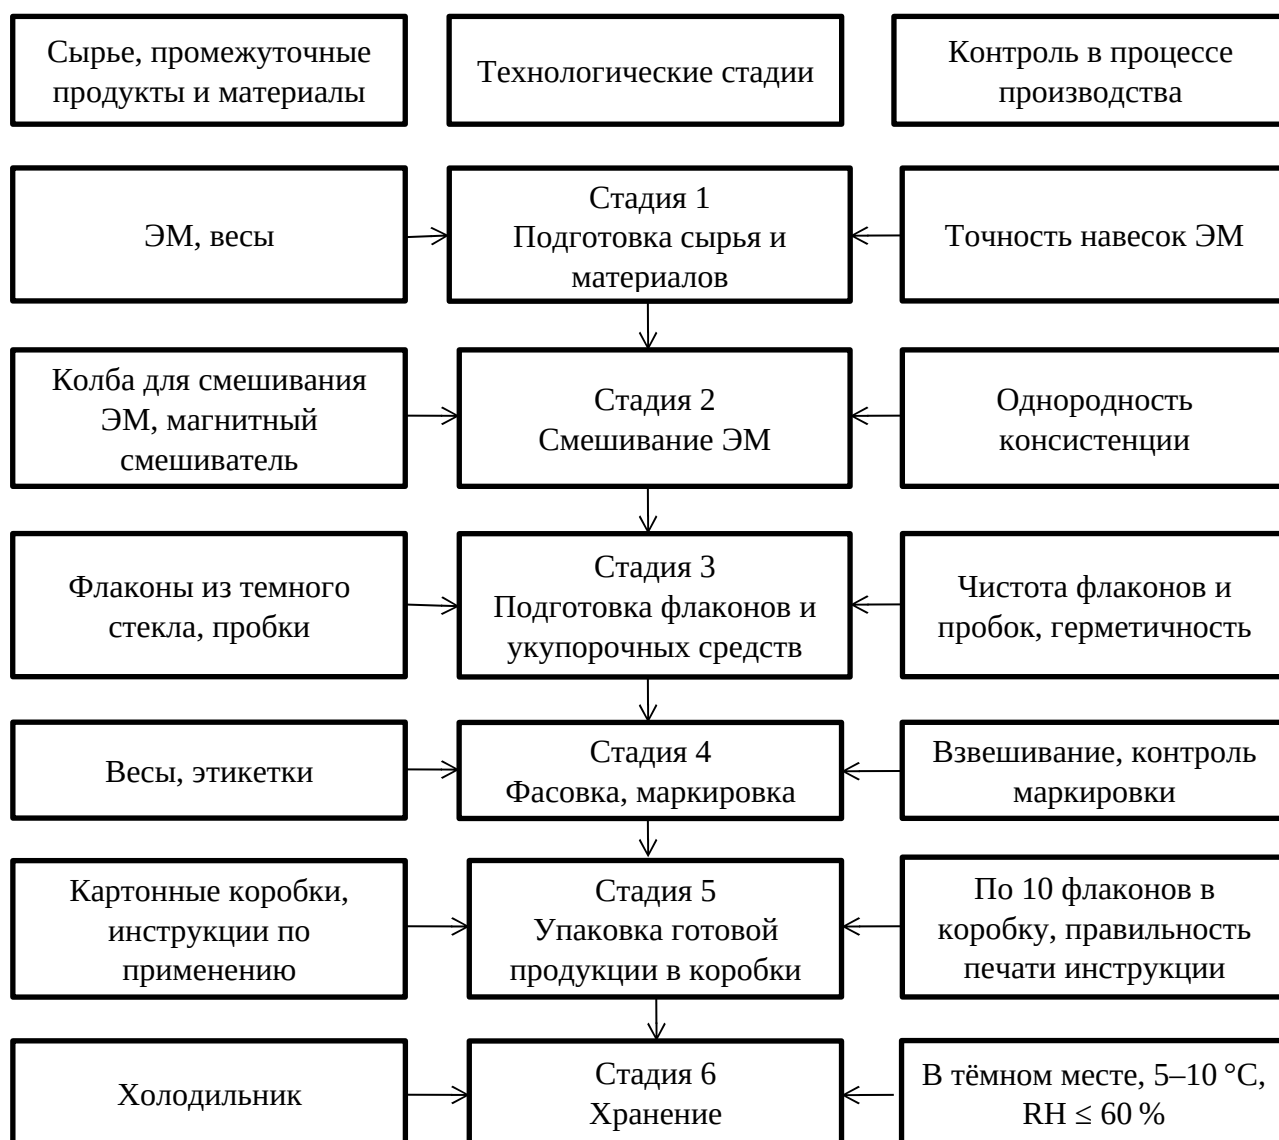 Сырье, промежуточные
продукты и материалы
Технологические стадии
Контроль в процессе
производства
ЭМ, весы
Стадия 1
Подготовка сырья и
материалов
Точность навесок ЭМ
Колба для смешивания
ЭМ, магнитный
смешиватель
Стадия 2
Смешивание ЭМ
Однородность
консистенции
Флаконы из темного
стекла, пробки
Стадия 3
Подготовка флаконов и
укупорочных средств
Чистота флаконов и
пробок, герметичность
Весы, этикетки
Стадия 4
Фасовка, маркировка
Взвешивание, контроль
маркировки
Картонные коробки,
инструкции по
применению
Стадия 5
Упаковка готовой
продукции в коробки
По 10 флаконов в
коробку, правильность
печати инструкции
Холодильник
Стадия 6
Хранение
В тёмном месте, 5–10 °C,
RH ≤ 60 %